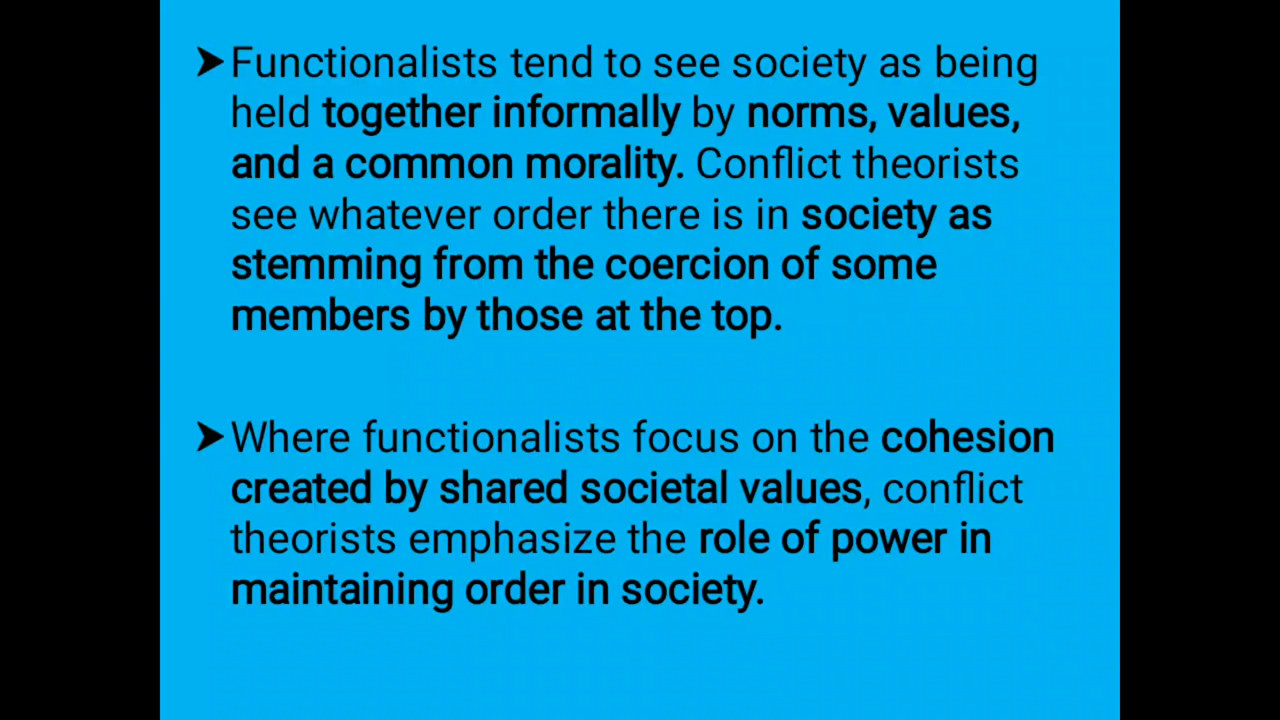 ➤Functionalists tend to see society as being
held together informally by norms, values,
and a common morality. Conflict theorists
see whatever order there is in society as
stemming from the coercion of some
members by those at the top.
➤Where functionalists focus on the cohesion
created by shared societal values, conflict
theorists emphasize the role of power in
maintaining order in society.